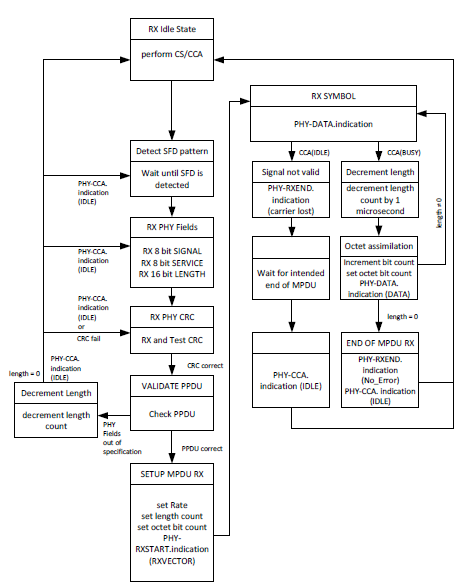 RX Idle State
perform CS/CCA
Detect SFD pattern
Wait until SFD is
detected
PHY-CCA.
indication
(IDLE)
RX PHY Fields
RX 8 bit SIGNAL
RX 8 bit SERVICE
RX 16 bit LENGTH
PHY-CCA.
indication
(IDLE)
PHY-CCA.
indication
(IDLE)
or
CRC fail
RX PHY CRC
RX and Test CRC
CRC correct
length = 0
PHY-CCA.
indication
(IDLE)
Decrement Length
decrement length
count
VALIDATE PPDU
Check PPDU
PHY
Fields
out of
specification
PPDU correct
SETUP MPDU RX
set Rate
set length count
set octet bit count
PHY-
RXSTART.indication
(RXVECTOR)
RX SYMBOL
PHY-DATA.indication
CCA(IDLE)
CCA(BUSY)
Signal not valid
PHY-RXEND.
indication
(carrier lost)
Wait for intended
end of MPDU
PHY-CCA.
indication (IDLE)
Decrement length
decrement length
count by 1
microsecond
length ≠ 0
Octet assimilation
Increment bit count
set octet bit count
PHY-DATA.
indication (DATA)
length = 0
END OF MPDU RX
PHY-RXEND.
indication
(No_Error)
PHY-CCA. indication
(IDLE)